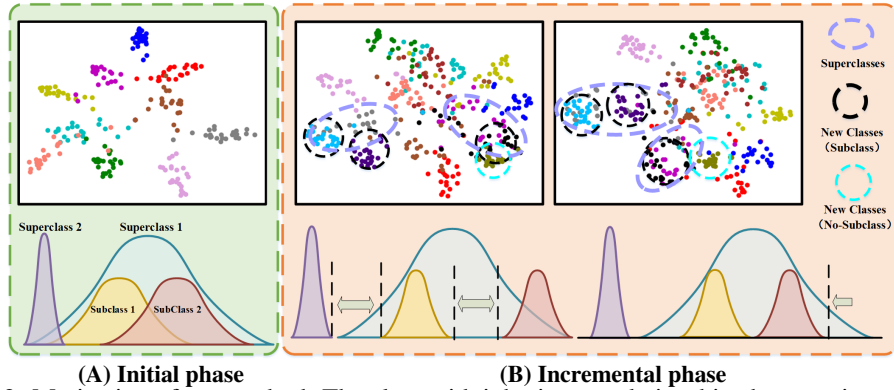 Superclasses
New Classes
(Subclass)
New Classes
(No-Subclass)
Superclass 2
Superclass 1
Subclass 1
SubClass 2
(A) Initial phase
(B) Incremental phase